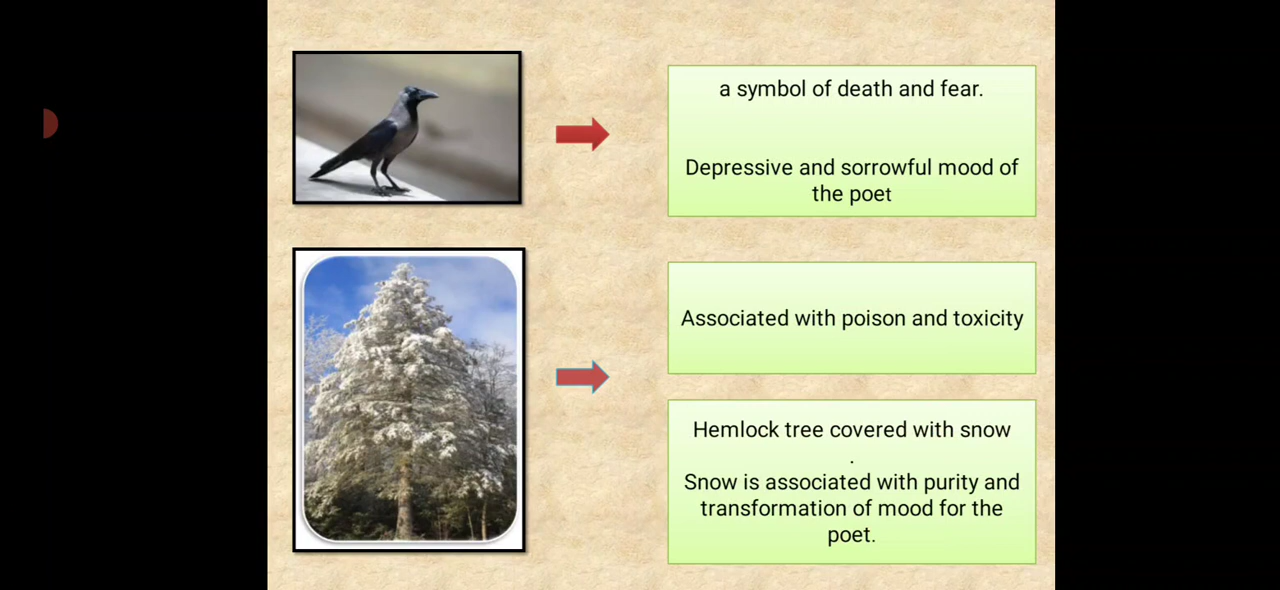 a symbol of death and fear.
Depressive and sorrowful mood of
the poet
Associated with poison and toxicity
Hemlock tree covered with snow
.
Snow is associated with purity and
transformation of mood for the
poet.